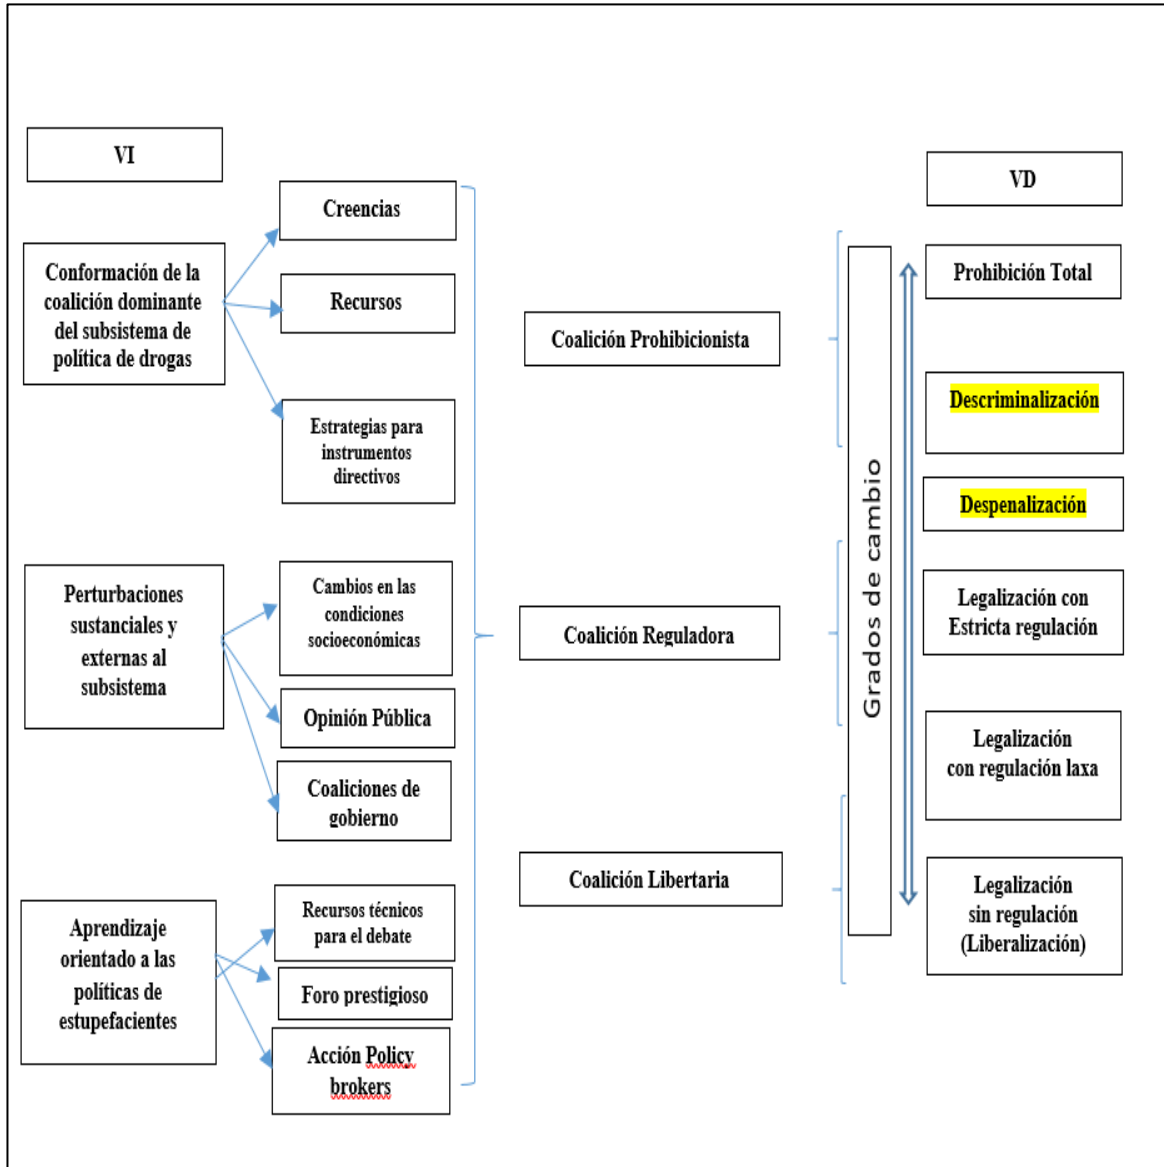 VI
Conformación de la
coalición dominante
del subsistema de
política de drogas
Creencias
Recursos
Estrategias para
instrumentos
directivos
Perturbaciones
sustanciales y
externas al
subsistema
Cambios en las
condiciones
socioeconómicas
Opinión Pública
Coaliciones de
gobierno
Aprendizaje
orientado a las
políticas de
estupefacientes
Recursos técnicos
para el debate
Foro prestigioso
Acción Policy
brokers
Coalición Prohibicionista
Coalición Reguladora
Coalición Libertaria
Grados de cambio
VD
Prohibición Total
Descriminalización
Despenalización
Legalización con
Estricta regulación
Legalización
con regulación laxa
Legalización
sin regulación
(Liberalización)